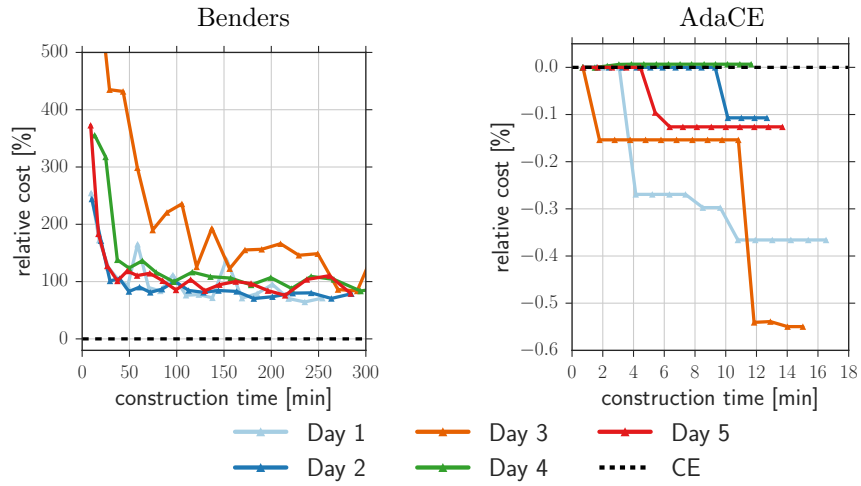 Benders
AdaCE
500
400
300
200
100
0
relative cost [%]
0
50
100
150
200
250
300
construction time [min]
0.0
−0.1
−0.2
−0.3
−0.4
−0.5
−0.6
relative cost [%]
0
2
4
6
8
10
12
14
16
18
construction time [min]
Day 1
Day 3
Day 5
Day 2
Day 4
CE